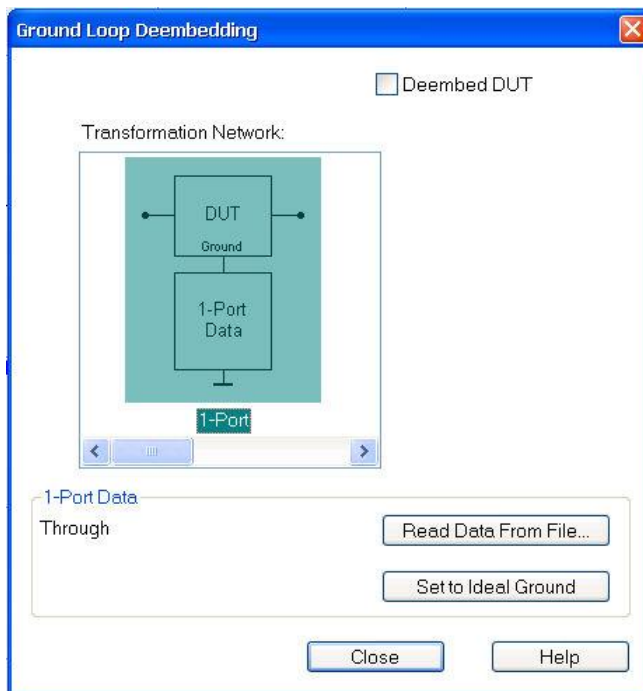 Ground Loop Deembedding
Deembed DUT
Transformation Network:
DUT
Ground
1-Port
Data
1-Port
1-Port Data
Through
Read Data From File...
Set to Ideal Ground
Close
Help